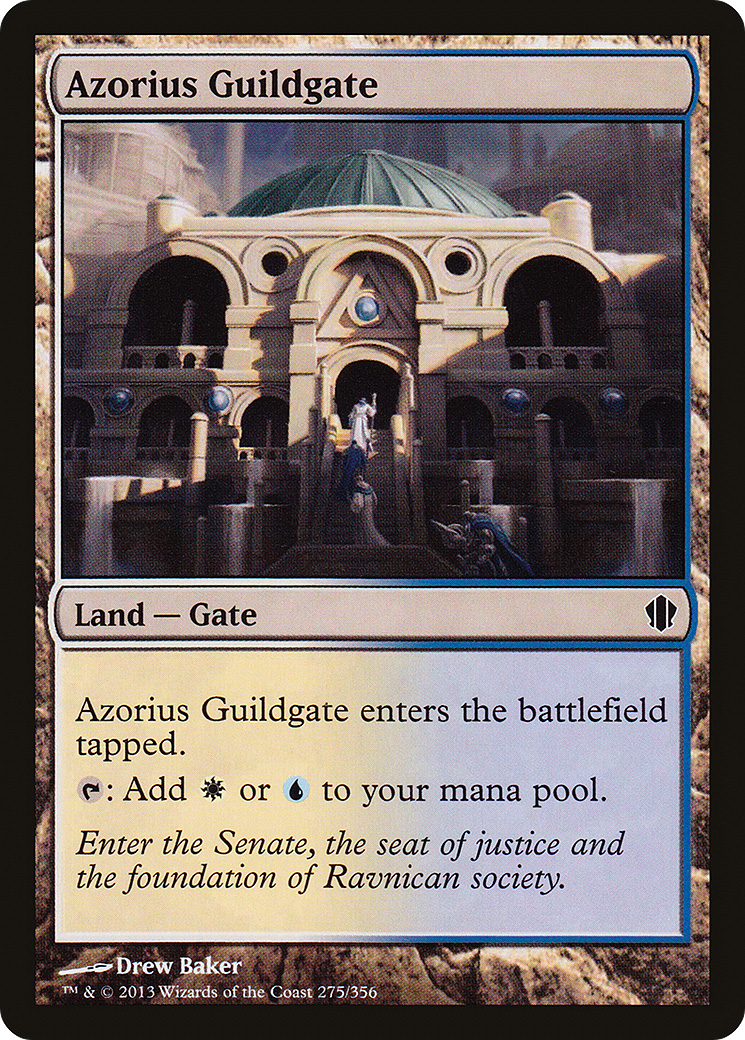 Azorius Guildgate
Land — Gate
Azorius Guildgate enters the battlefield
tapped.
: Add or to your mana pool.
Enter the Senate, the seat of justice and
the foundation of Ravnican society.
Drew Baker
™ & © 2013 Wizards of the Coast 275/356